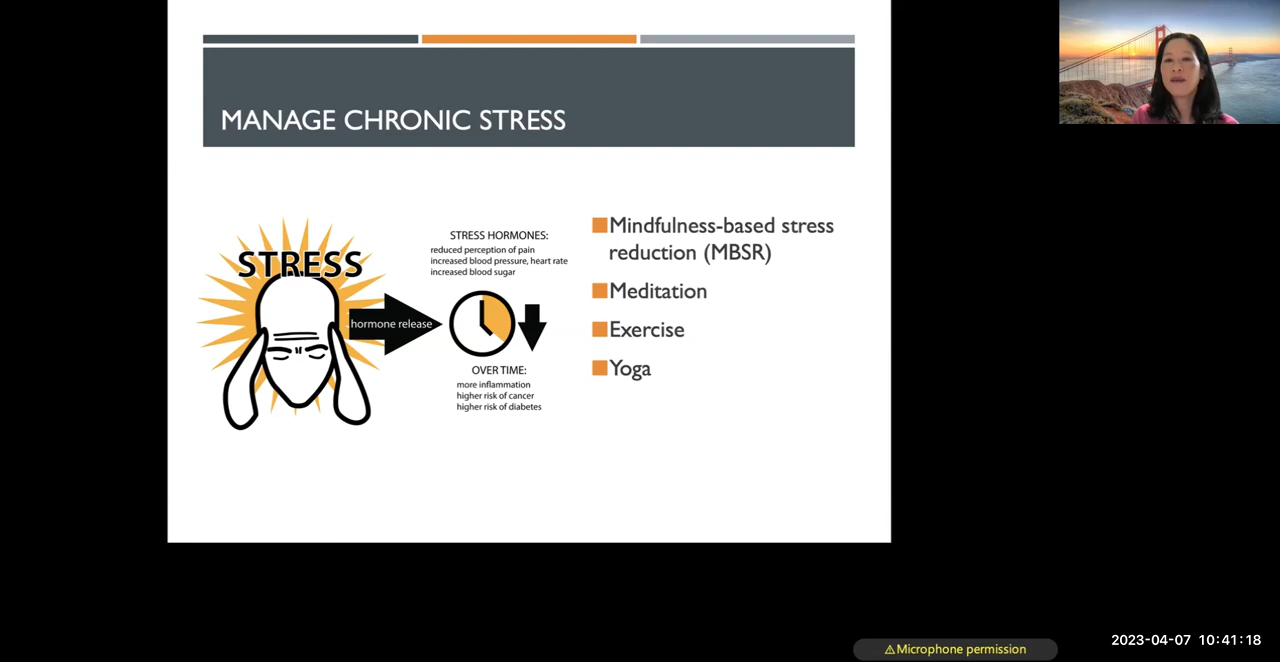 MANAGE CHRONIC STRESS
STRESS
hormone release
STRESS HORMONES:
reduced perception of pain
increased blood pressure, heart rate
increased blood sugar
OVER TIME:
more inflammation
higher risk of cancer
higher risk of diabetes
Mindfulness-based stress
reduction (MBSR)
Meditation
Exercise
Yoga
⚠Microphone permission
2023-04-07 10:41:18